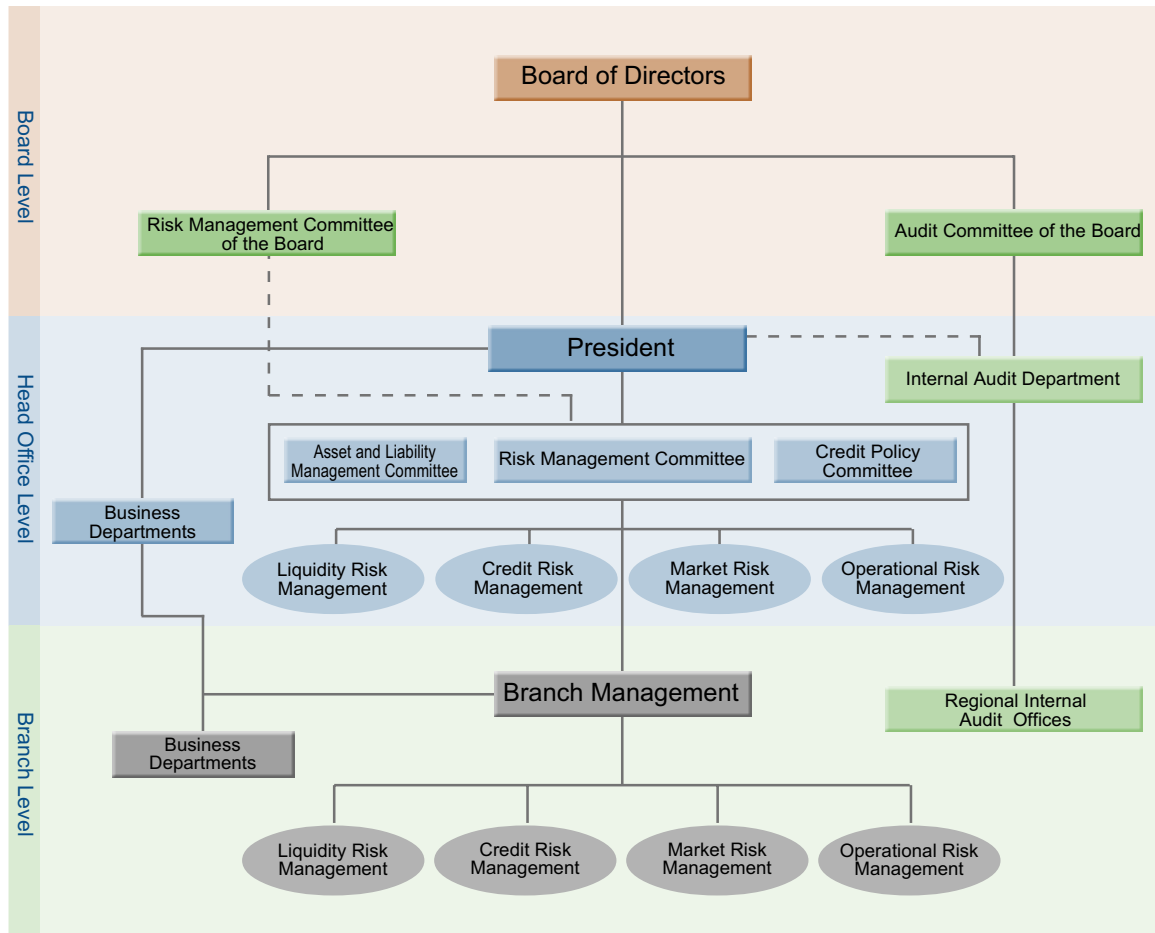 Board Level
Board of Directors
Risk Management Committee
of the Board
Audit Committee of the Board
Head Office Level
President
Internal Audit Department
Asset and Liability
Management Committee
Risk Management Committee
Credit Policy
Committee
Business
Departments
Liquidity Risk
Management
Credit Risk
Management
Market Risk
Management
Operational Risk
Management
Branch Level
Branch Management
Regional Internal
Audit Offices
Business
Departments
Liquidity Risk
Management
Credit Risk
Management
Market Risk
Management
Operational Risk
Management